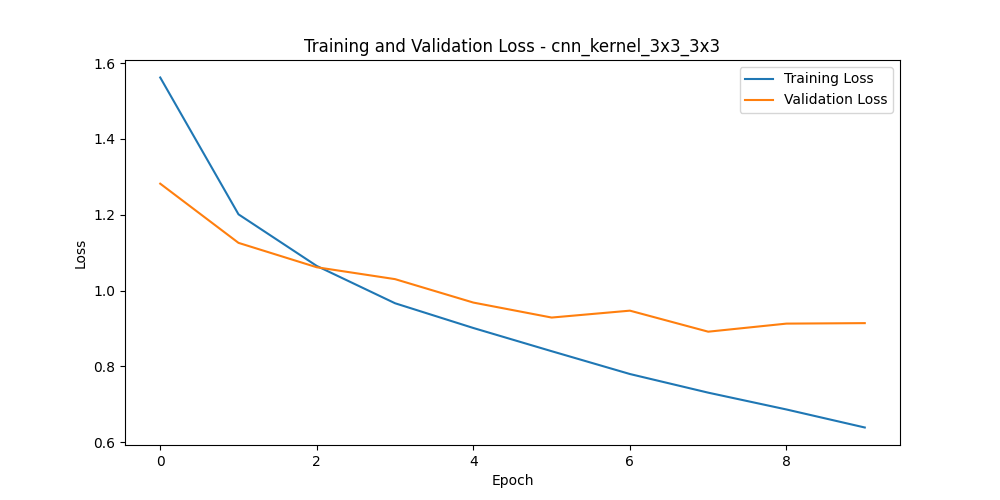 Training and Validation Loss - cnn_kernel_3x3_3x3
Training Loss
Validation Loss
Loss
1.6
1.4
1.2
1.0
0.8
0.6
0
2
4
6
8
Epoch